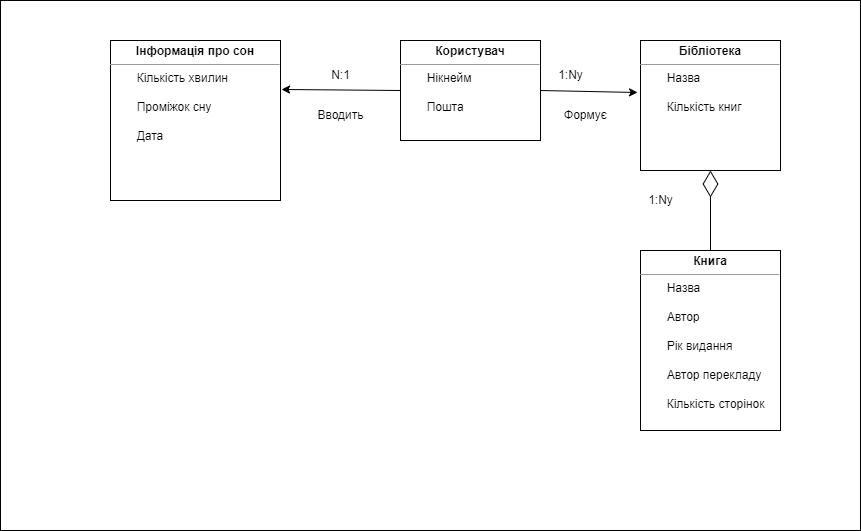 Інформація про сон
Кількість хвилин
Проміжок сну
Дата
N:1
Вводить
Користувач
Нікнейм
Пошта
1:Ny
Формує
Бібліотека
Назва
Кількість книг
1:Ny
Книга
Назва
Автор
Рік видання
Автор перекладу
Кількість сторінок